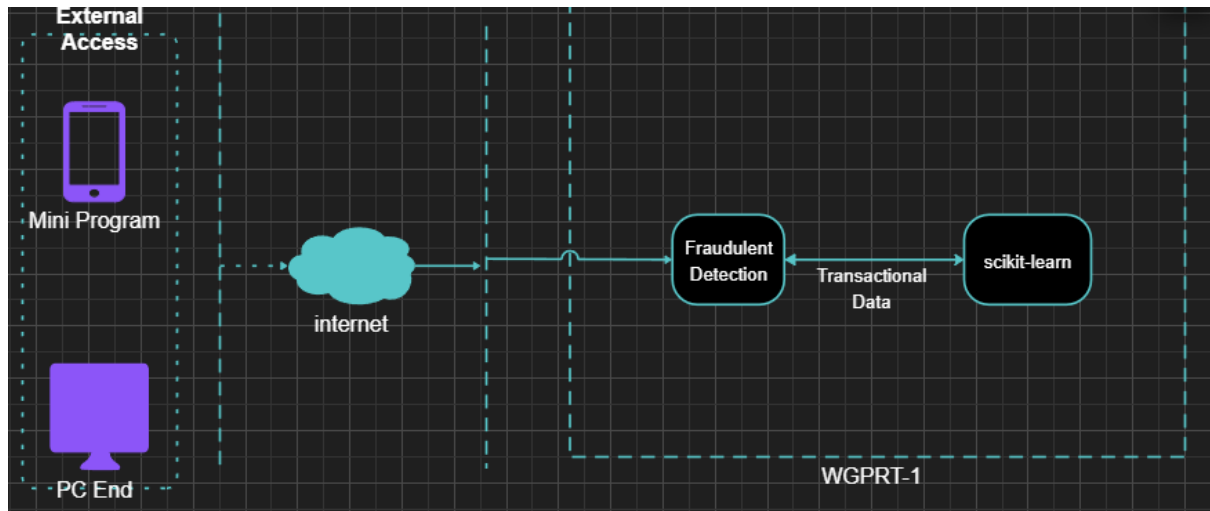 External
Access
Mini Program
PC End
internet
Fraudulent
Detection
Transactional
Data
scikit-learn
WGPRT-1